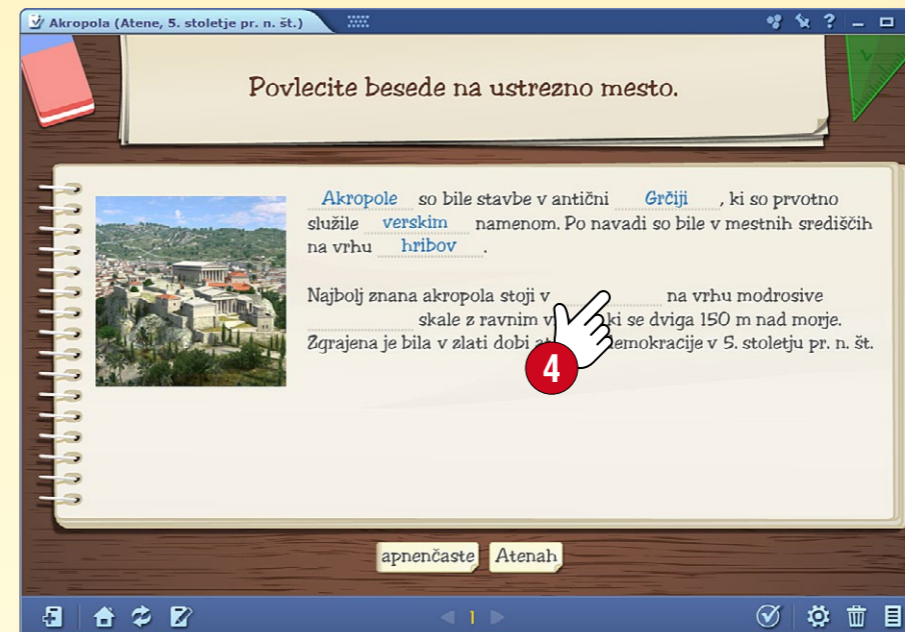 Akropola (Atene, 5. stoletje pr. n. št.)
?
Povlecite besede na ustrezno mesto.
Akropole so bile stavbe v antični Grčiji, ki so prvotno
služile verskim namenom. Po navadi so bile v mestnih središčih
na vrhu hribov.
Najbolj znana akropola stoji v na vrhu modrosive
skale z ravnim ki se dviga 150 m nad morje.
Zgrajena je bila v zlati dobi demokracije v 5. stoletju pr. n. št.
4
apnenčaste Atenah
1